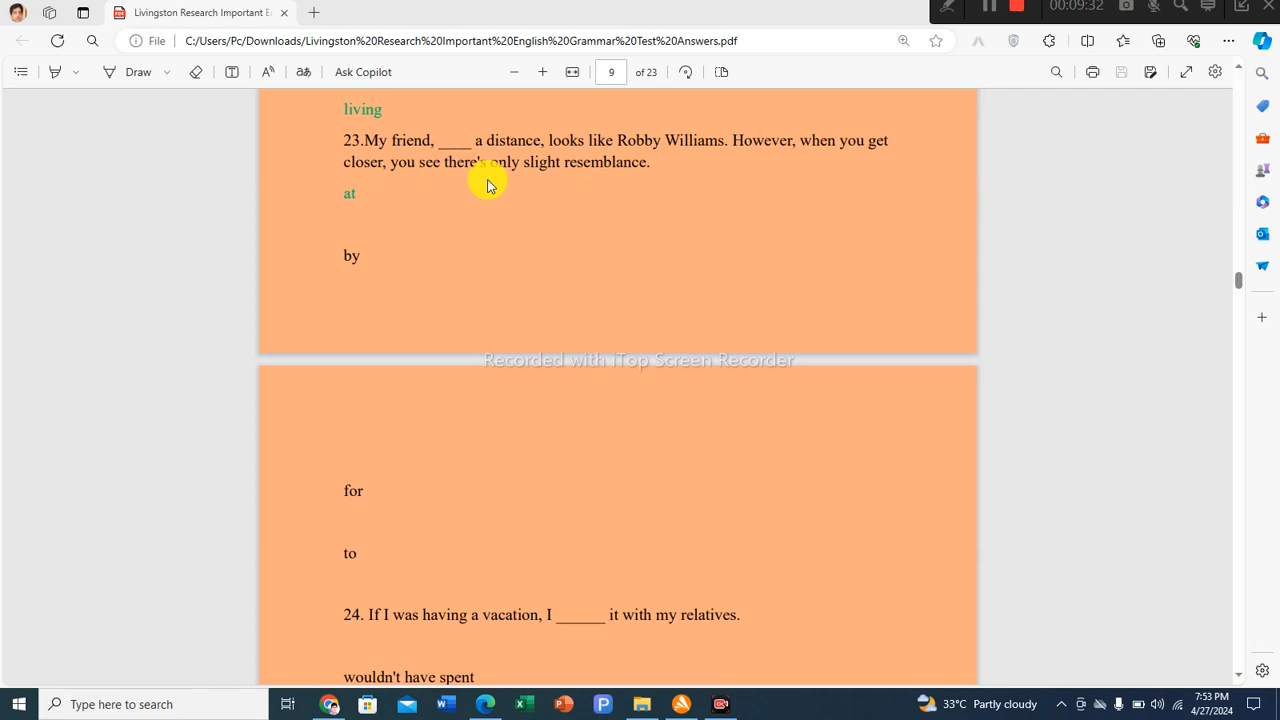 Livingston Research Important En
00:09:32
File
C:/Users/Pc/Downloads/Livingston%20Research%20Important%20English%20Grammar%20Test%20Answers.pdf
Draw
Ask Copilot
9
of 23
living
23.My friend, ____ a distance, looks like Robby Williams. However, when you get
closer, you see there's only slight resemblance.
at
by
Recorded with iTop Screen Recorder
for
to
24. If I was having a vacation, I ______ it with my relatives.
wouldn't have spent
Type here to search
33°C Partly cloudy
7:53 PM
4/27/2024